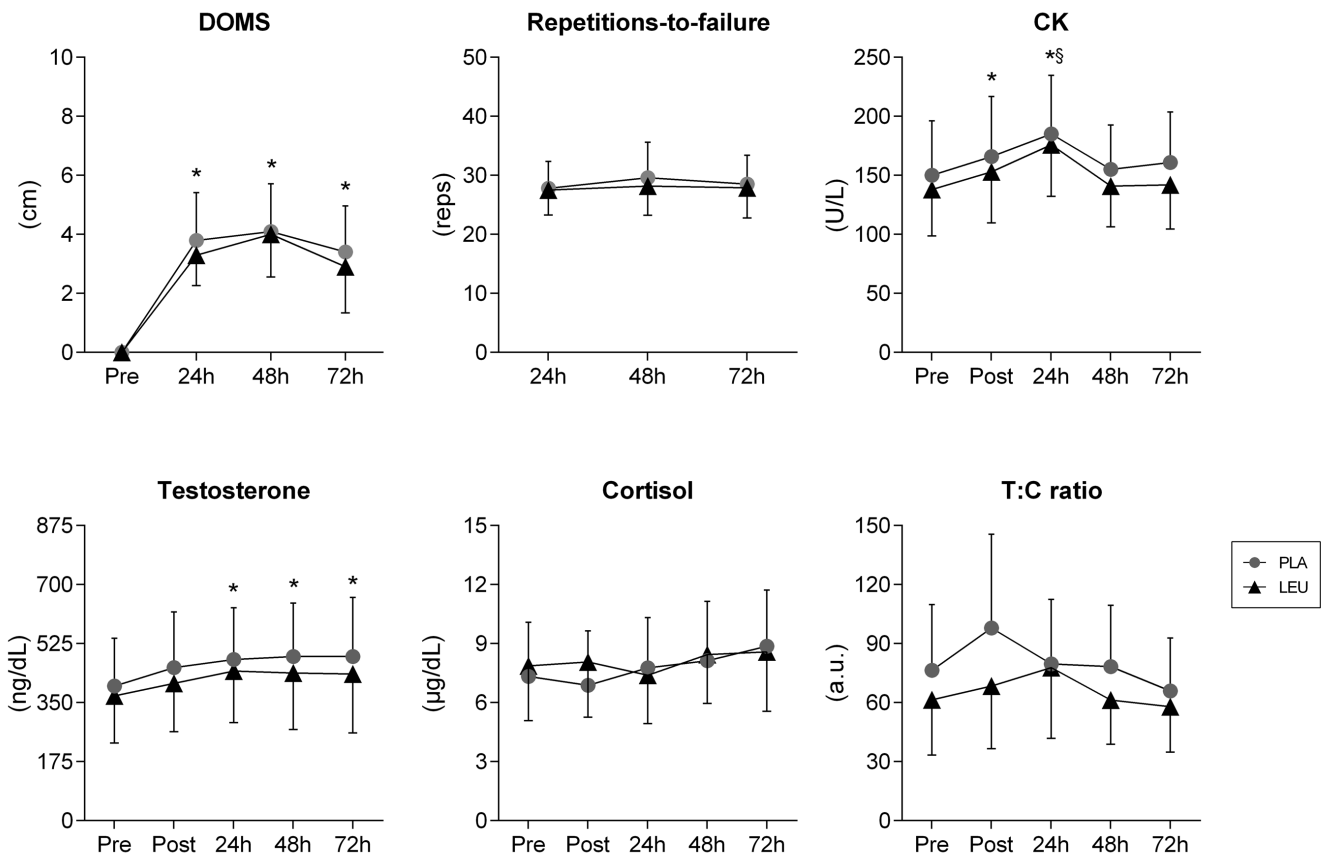 DOMS
10
8
6
4
2
0
(cm)
* * *
Pre 24h 48h 72h
Repetitions-to-failure
50
40
30
20
10
0
(reps)
24h 48h 72h
CK
250
200
150
100
50
0
(U/L)
* *§
Pre Post 24h 48h 72h
Testosterone
875
700
525
350
175
0
(ng/dL)
* * *
Pre Post 24h 48h 72h
Cortisol
15
12
9
6
3
0
(µg/dL)
Pre Post 24h 48h 72h
T:C ratio
150
120
90
60
30
0
(a.u.)
Pre Post 24h 48h 72h
PLA
LEU